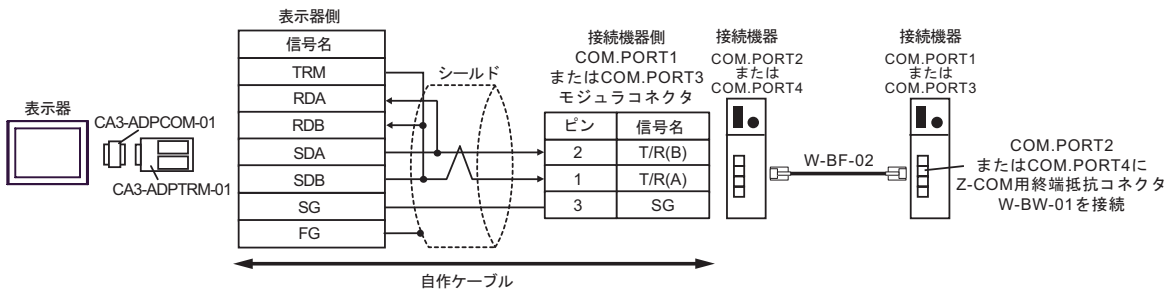 表示器
CA3-ADPCOM-01
CA3-ADPTRM-01
表示器側
信号名
TRM
RDA
RDB
SDA
SDB
SG
FG
シールド
自作ケーブル
接続機器側
COM.PORT1
またはCOM.PORT3
モジュラコネクタ
ピン 信号名
2 T/R(B)
1 T/R(A)
3 SG
接続機器
COM.PORT2
または
COM.PORT4
W-BF-02
接続機器
COM.PORT1
または
COM.PORT3
COM.PORT2
またはCOM.PORT4に
Z-COM用終端抵抗コネクタ
W-BW-01を接続